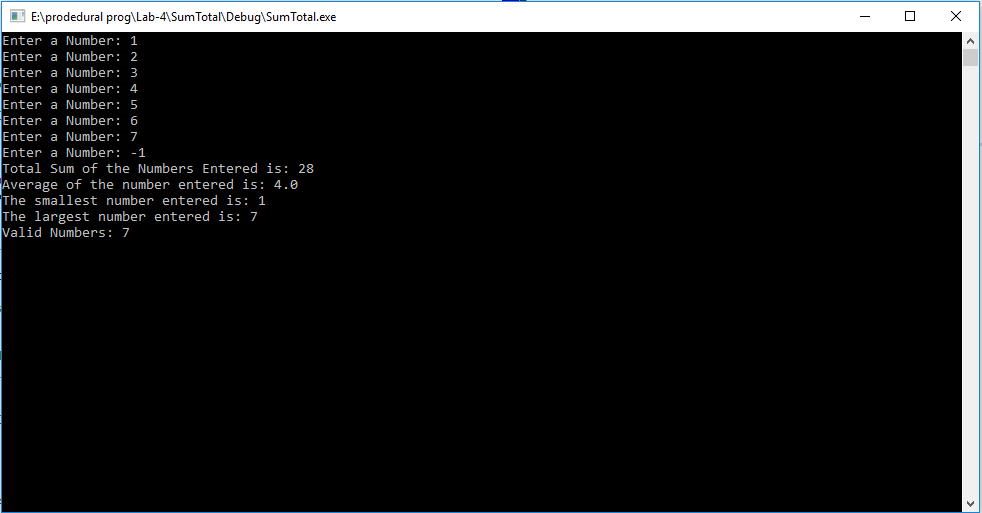 E:\prodedural prog\Lab-4\SumTotal\Debug\SumTotal.exe
Enter a Number: 1
Enter a Number: 2
Enter a Number: 3
Enter a Number: 4
Enter a Number: 5
Enter a Number: 6
Enter a Number: 7
Enter a Number: -1
Total Sum of the Numbers Entered is: 28
Average of the number entered is: 4.0
The smallest number entered is: 1
The largest number entered is: 7
Valid Numbers: 7